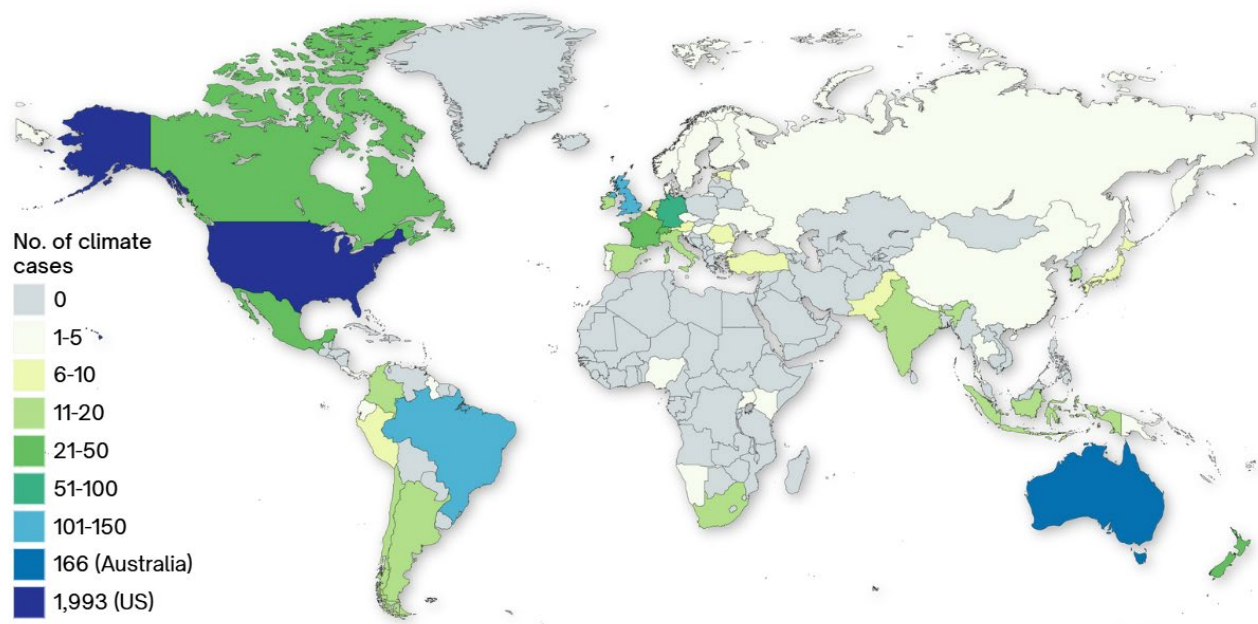 No. of climate
cases
0
1-5
6-10
11-20
21-50
51-100
101-150
166 (Australia)
1,993 (US)